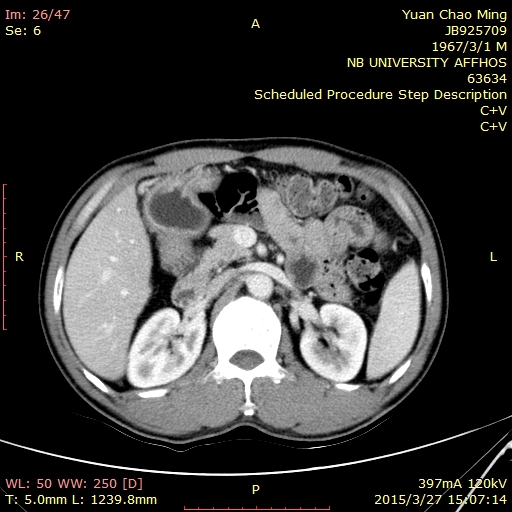 Im: 26/47
Se: 6
A
Yuan Chao Ming
JB925709
1967/3/1 M
NB UNIVERSITY AFFHOS
63634
Scheduled Procedure Step Description
C+V
C+V
R
L
WL: 50 WW: 250 [D]
T: 5.0mm L: 1239.8mm
P
397mA 120kV
2015/3/27 15:07:14